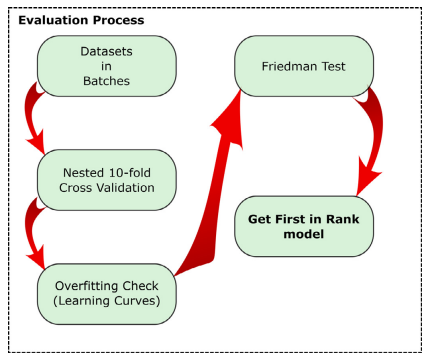 Evaluation Process
Datasets
in
Batches
Nested 10-fold
Cross Validation
Overfitting Check
(Learning Curves)
Friedman Test
Get First in Rank
model